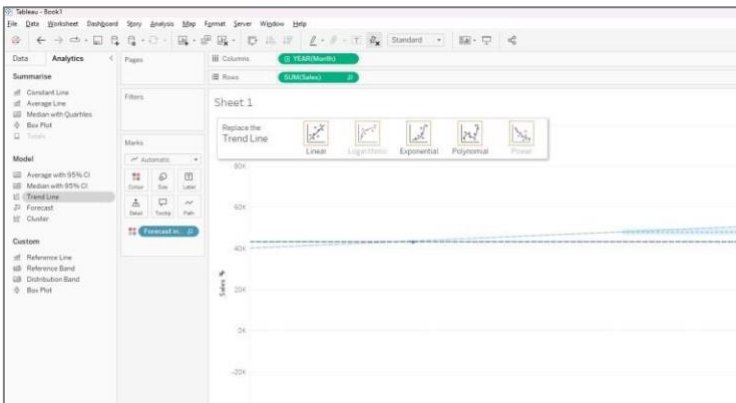 Tableau - Book1
File Data Worksheet Dashboard Story Analysis Map Format Server Window Help
Standard
Data Analytics
Pages
Columns
YEAR(Month)
Rows
SUM(Sales)
Summarise
Constant Line
Average Line
Median with Quartiles
Box Plot
Totals
Model
Average with 95% CI
Median with 95% CI
Trend Line
Forecast
Cluster
Custom
Reference Line
Reference Band
Distribution Band
Box Plot
Filters
Marks
Automatic
Colour Size Label
Detail Tooltip Path
Forecast in..
Sheet 1
Replace the
Trend Line
Linear Logarithmic Exponential Polynomial Power
80K
60K
40K
20K
0K
-20K
Sales